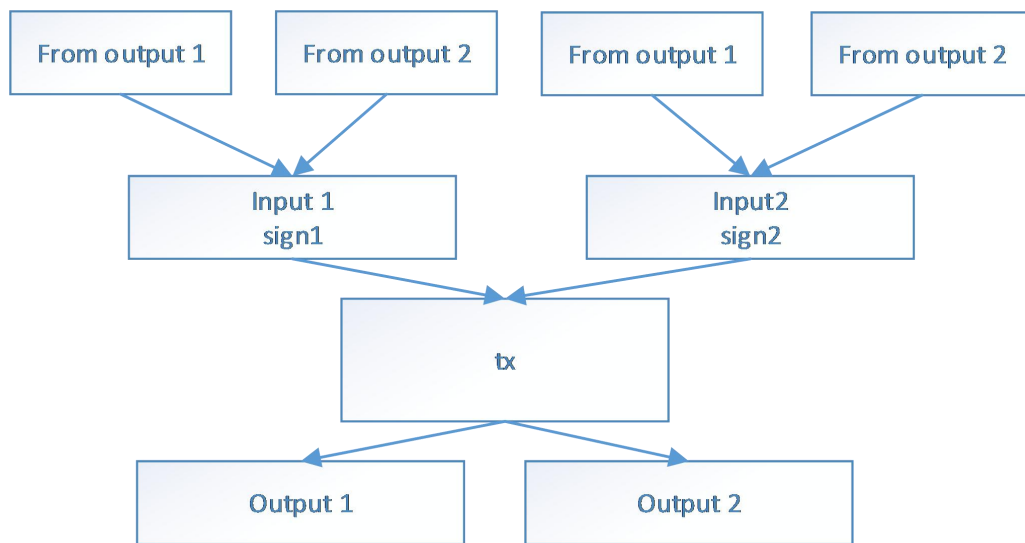 From output 1
From output 2
From output 1
From output 2
Input 1
sign1
Input2
sign2
tx
Output 1
Output 2